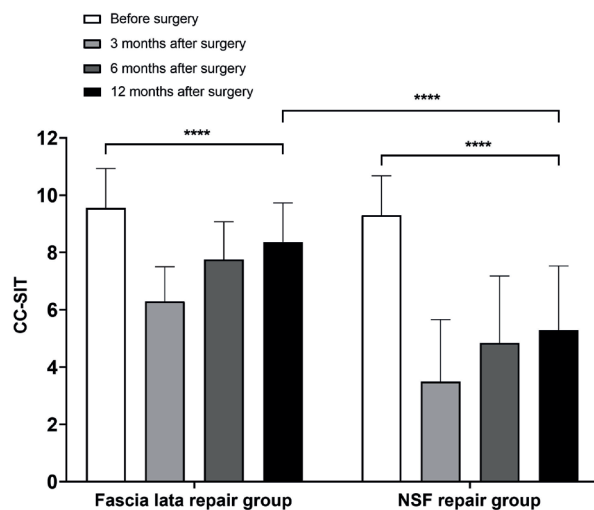 Before surgery
3 months after surgery
6 months after surgery
12 months after surgery
****
****
****
12
10
8
6
4
2
0
CC-SIT
Fascia lata repair group
NSF repair group